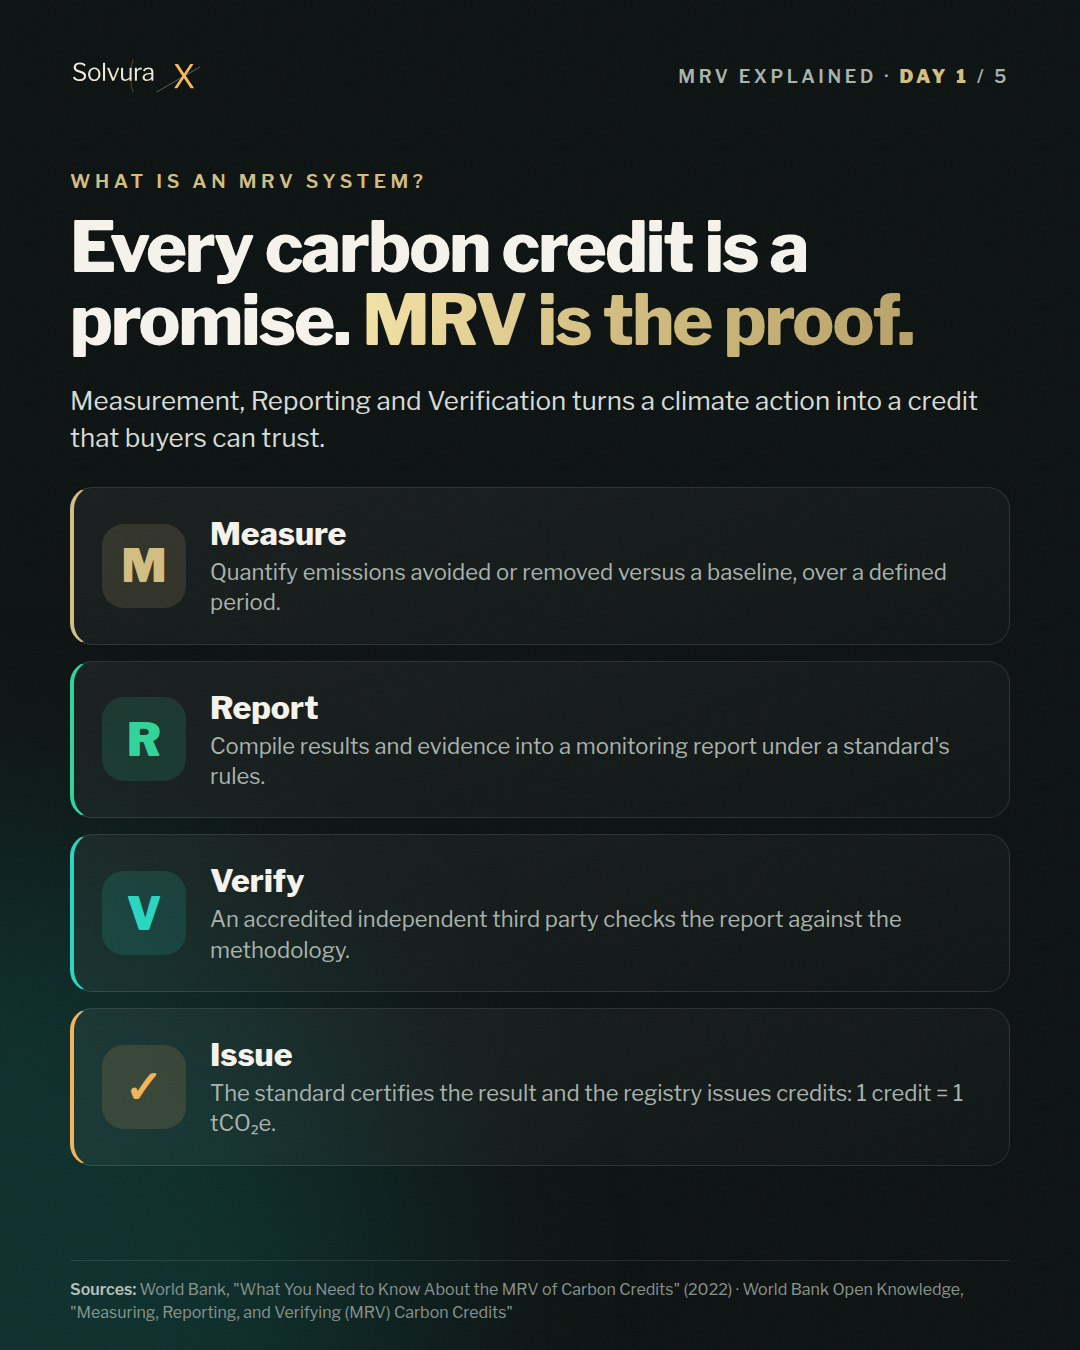 Solvura X
MRV EXPLAINED · DAY 1 / 5
WHAT IS AN MRV SYSTEM?
Every carbon credit is a
promise. MRV is the proof.
Measurement, Reporting and Verification turns a climate action into a credit
that buyers can trust.
M
Measure
Quantify emissions avoided or removed versus a baseline, over a defined
period.
R
Report
Compile results and evidence into a monitoring report under a standard's
rules.
V
Verify
An accredited independent third party checks the report against the
methodology.
✓
Issue
The standard certifies the result and the registry issues credits: 1 credit = 1
tCO₂e.
Sources: World Bank, "What You Need to Know About the MRV of Carbon Credits" (2022) · World Bank Open Knowledge,
"Measuring, Reporting, and Verifying (MRV) Carbon Credits"